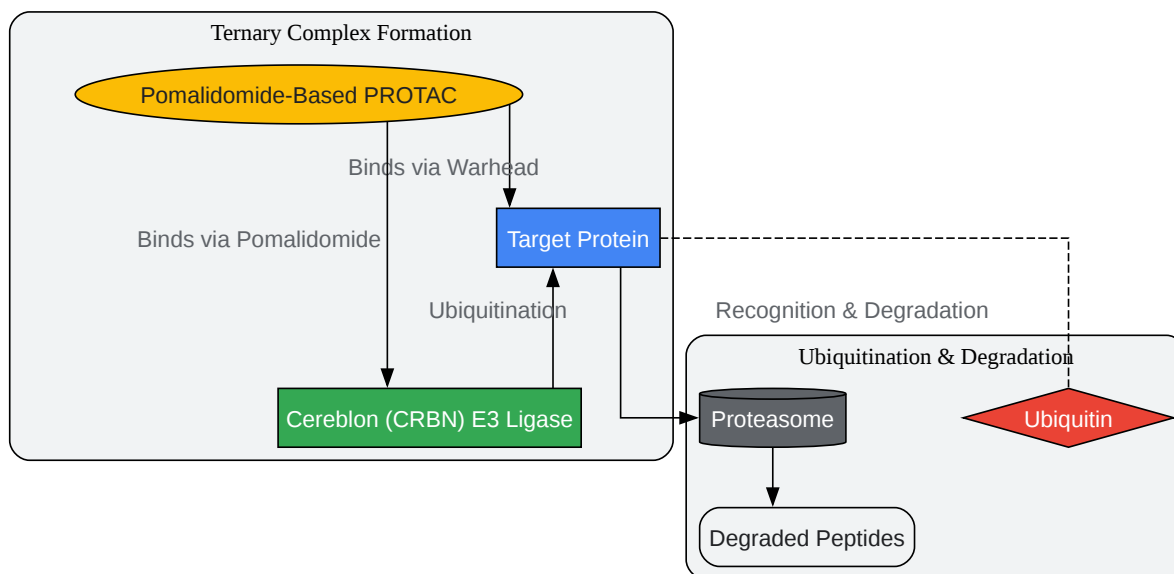 Ternary Complex Formation
Pomalidomide-Based PROTAC
Binds via Warhead
Binds via Pomalidomide
Target Protein
Ubiquitination
Recognition & Degradation
Cereblon (CRBN) E3 Ligase
Ubiquitination & Degradation
Proteasome
Ubiquitin
Degraded Peptides